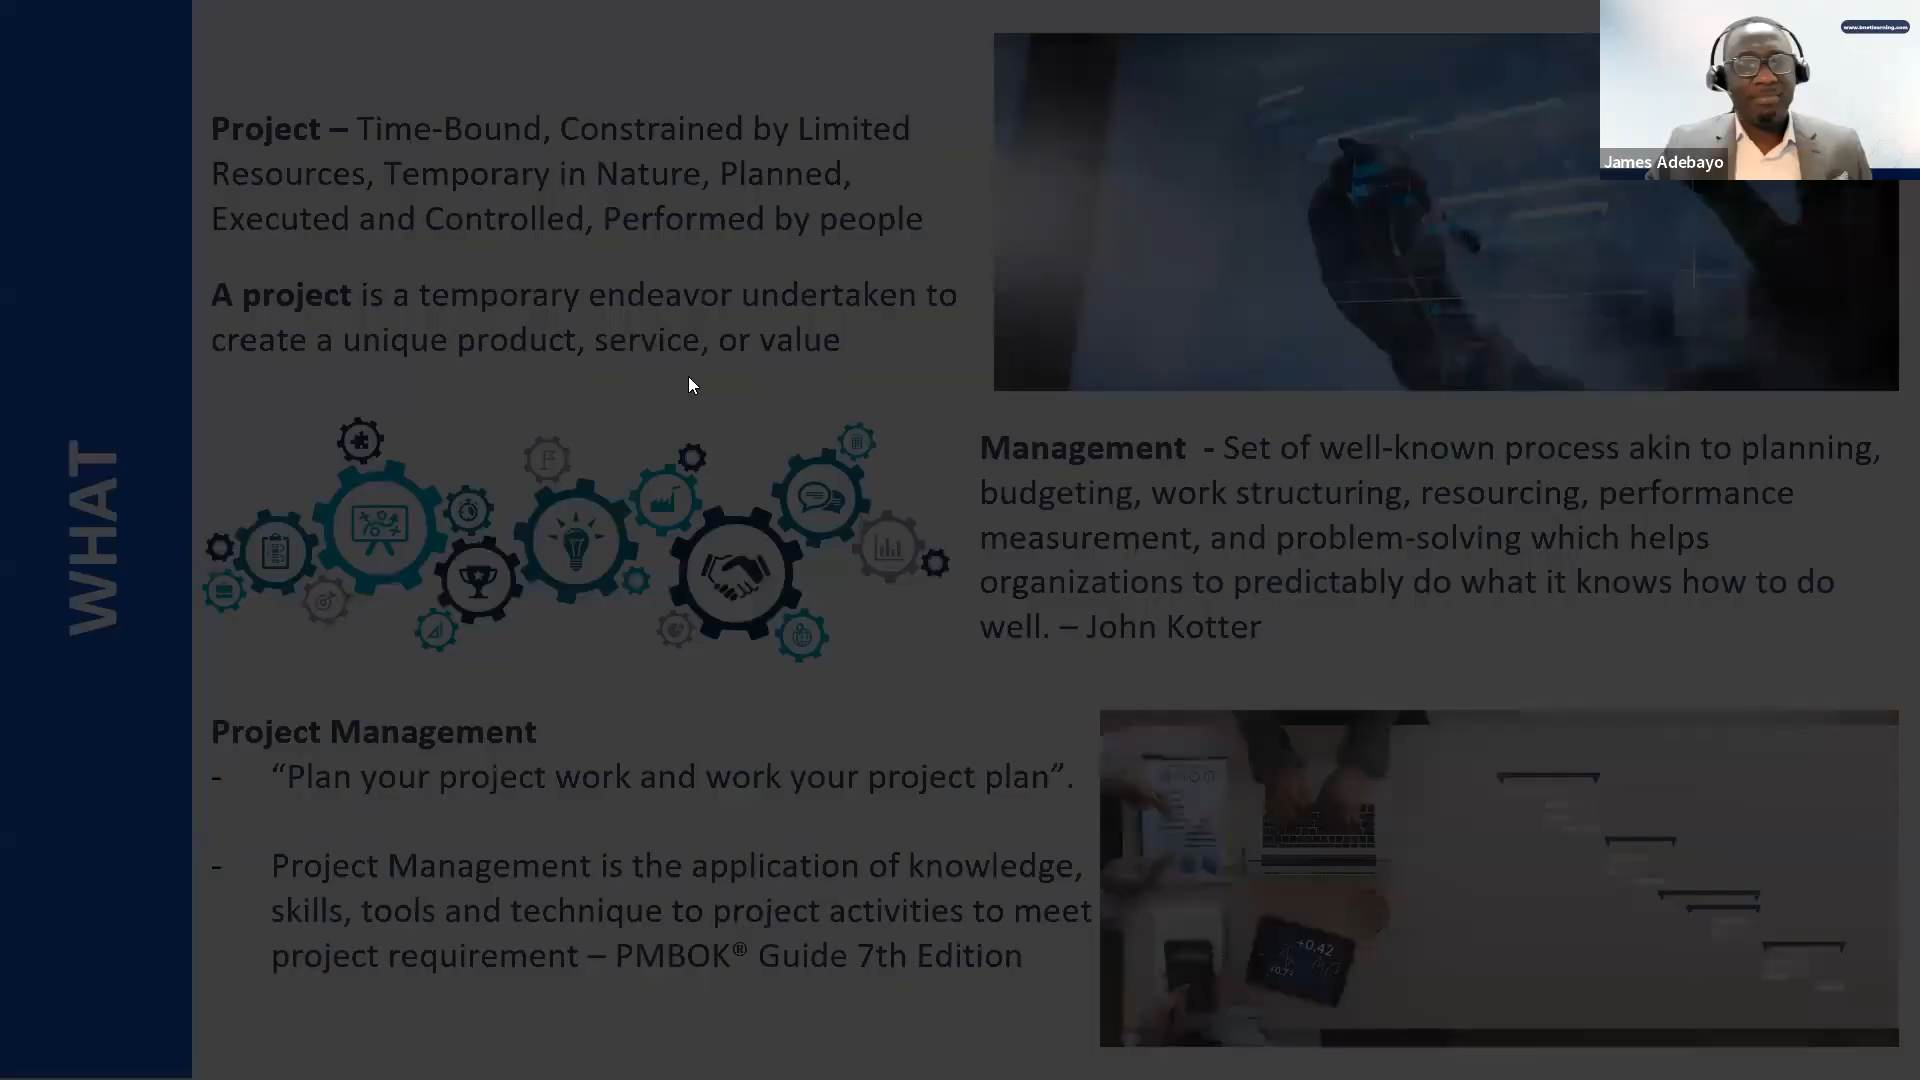 www.bnetlearning.com
James Adebayo
WHAT
Project – Time-Bound, Constrained by Limited
Resources, Temporary in Nature, Planned,
Executed and Controlled, Performed by people
A project is a temporary endeavor undertaken to
create a unique product, service, or value
Management - Set of well-known process akin to planning,
budgeting, work structuring, resourcing, performance
measurement, and problem-solving which helps
organizations to predictably do what it knows how to do
well. – John Kotter
Project Management
- “Plan your project work and work your project plan”.
- Project Management is the application of knowledge,
skills, tools and technique to project activities to meet
project requirement – PMBOK® Guide 7th Edition
+0.42